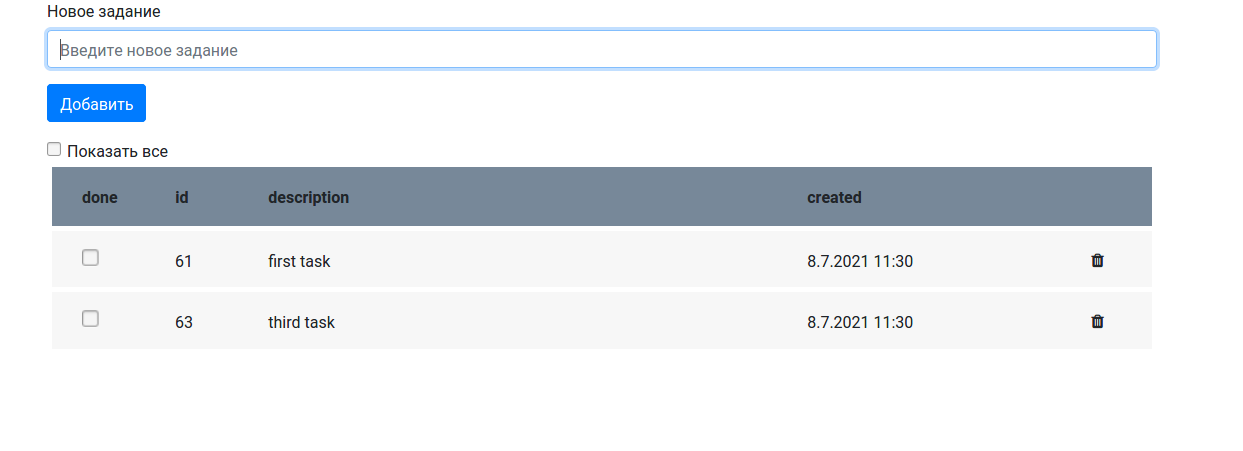 Новое задание
Введите новое задание
Добавить
Показать все
done id description created
61 first task 8.7.2021 11:30
63 third task 8.7.2021 11:30